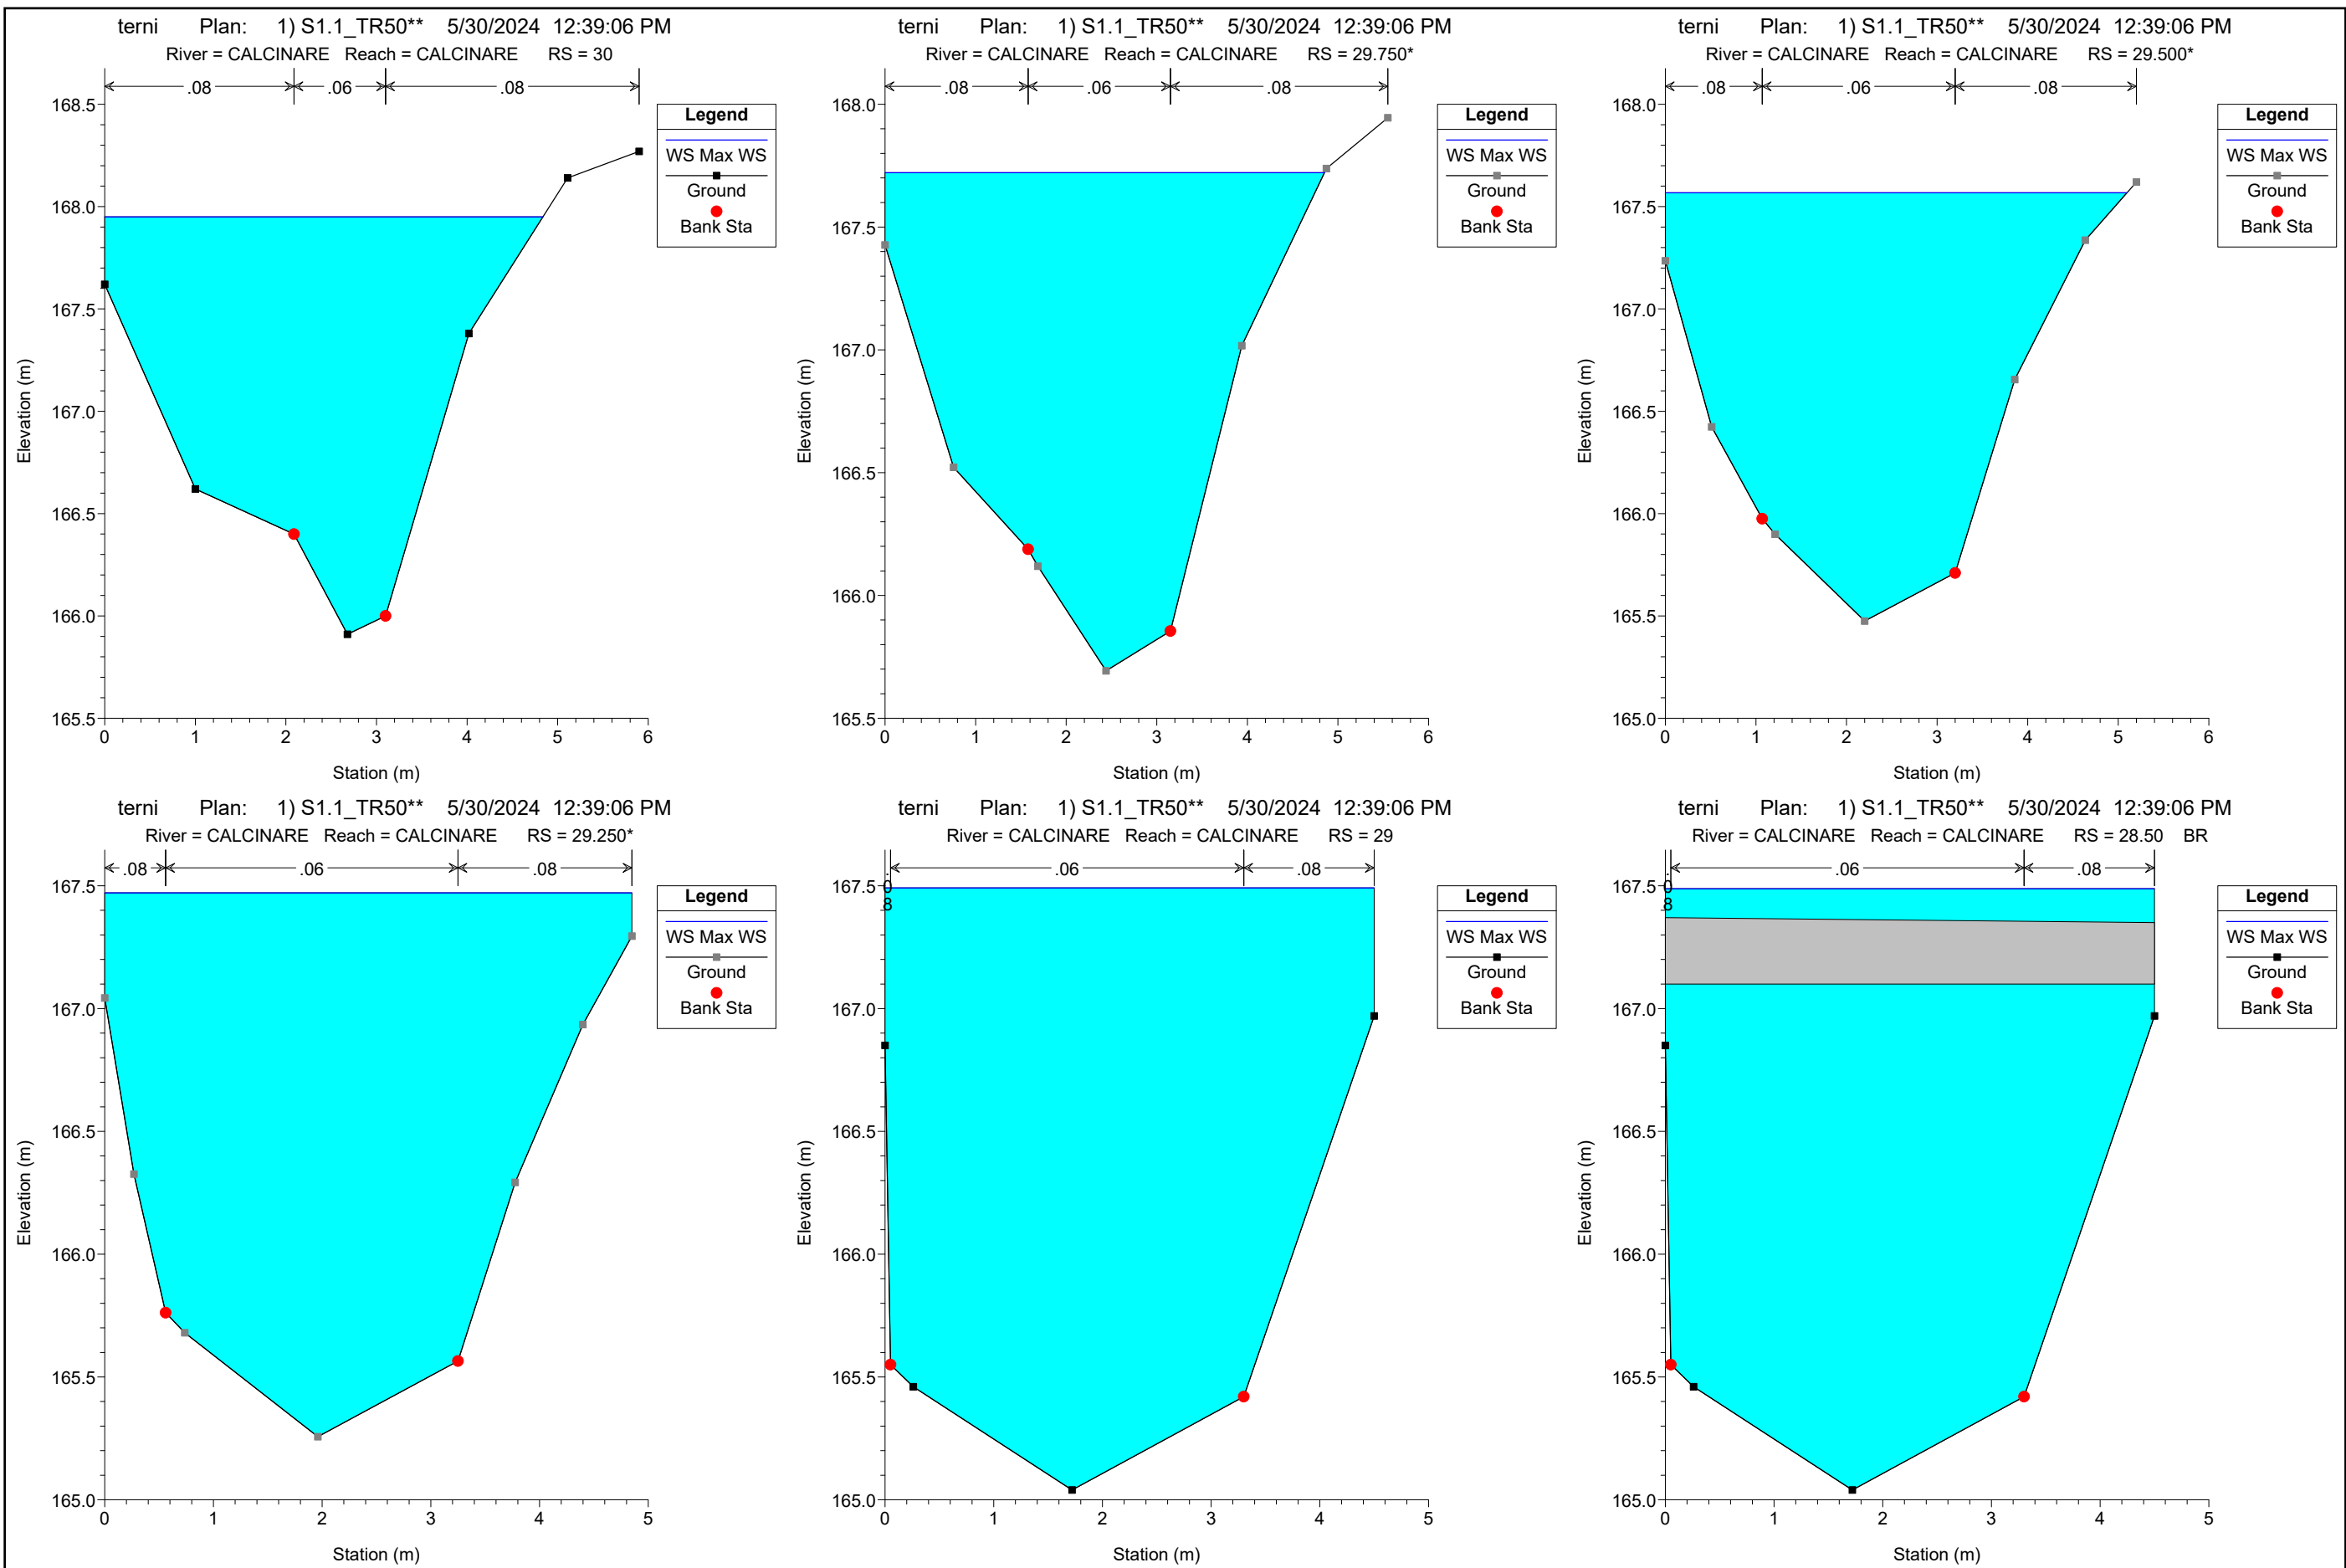 terni Plan: 1) S1.1_TR50** 5/30/2024 12:39:06 PM
River = CALCINARE Reach = CALCINARE RS = 30
.08 .06 .08
168.5
168.0
167.5
167.0
166.5
166.0
165.5
0 1 2 3 4 5 6
Station (m)
Elevation (m)
Legend
WS Max WS
Ground
Bank Sta
terni Plan: 1) S1.1_TR50** 5/30/2024 12:39:06 PM
River = CALCINARE Reach = CALCINARE RS = 29.750*
.08 .06 .08
168.0
167.5
167.0
166.5
166.0
165.5
0 1 2 3 4 5 6
Station (m)
Elevation (m)
Legend
WS Max WS
Ground
Bank Sta
terni Plan: 1) S1.1_TR50** 5/30/2024 12:39:06 PM
River = CALCINARE Reach = CALCINARE RS = 29.500*
.08 .06 .08
168.0
167.5
167.0
166.5
166.0
165.5
165.0
0 1 2 3 4 5 6
Station (m)
Elevation (m)
Legend
WS Max WS
Ground
Bank Sta
terni Plan: 1) S1.1_TR50** 5/30/2024 12:39:06 PM
River = CALCINARE Reach = CALCINARE RS = 29.250*
.08 .06 .08
167.5
167.0
166.5
166.0
165.5
165.0
0 1 2 3 4 5
Station (m)
Elevation (m)
Legend
WS Max WS
Ground
Bank Sta
terni Plan: 1) S1.1_TR50** 5/30/2024 12:39:06 PM
River = CALCINARE Reach = CALCINARE RS = 29
.08 .06 .08
167.5
167.0
166.5
166.0
165.5
165.0
0 1 2 3 4 5
Station (m)
Elevation (m)
Legend
WS Max WS
Ground
Bank Sta
terni Plan: 1) S1.1_TR50** 5/30/2024 12:39:06 PM
River = CALCINARE Reach = CALCINARE RS = 28.50 BR
.08 .06 .08
167.5
167.0
166.5
166.0
165.5
165.0
0 1 2 3 4 5
Station (m)
Elevation (m)
Legend
WS Max WS
Ground
Bank Sta